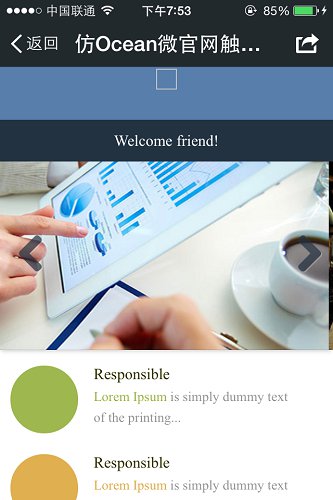 中国联通 下午7:53 85%
返回 仿Ocean微官网触...
Welcome friend!
Responsible
Lorem Ipsum is simply dummy text
of the printing...
Responsible
Lorem Ipsum is simply dummy text